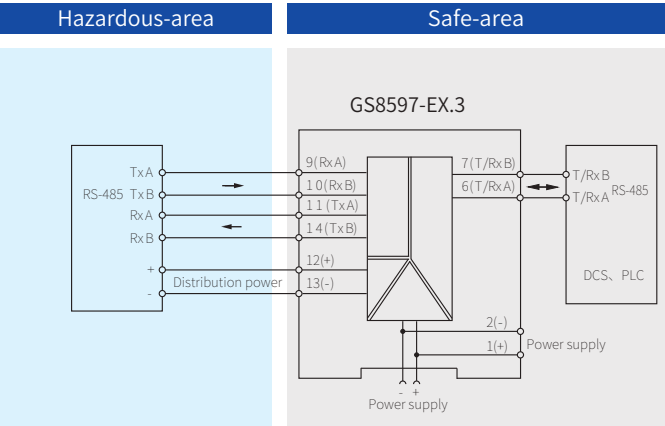 Hazardous-area
Safe-area
GS8597-EX.3
TxA
RS-485 TxB
RxA
RxB
+
-
Distribution power
9(RxA)
10(RxB)
11(TxA)
14(TxB)
12(+)
13(-)
7(T/RxB)
6(T/RxA)
T/RxB
T/RxA RS-485
DCS、PLC
2(-)
1(+)
Power supply
- +
Power supply